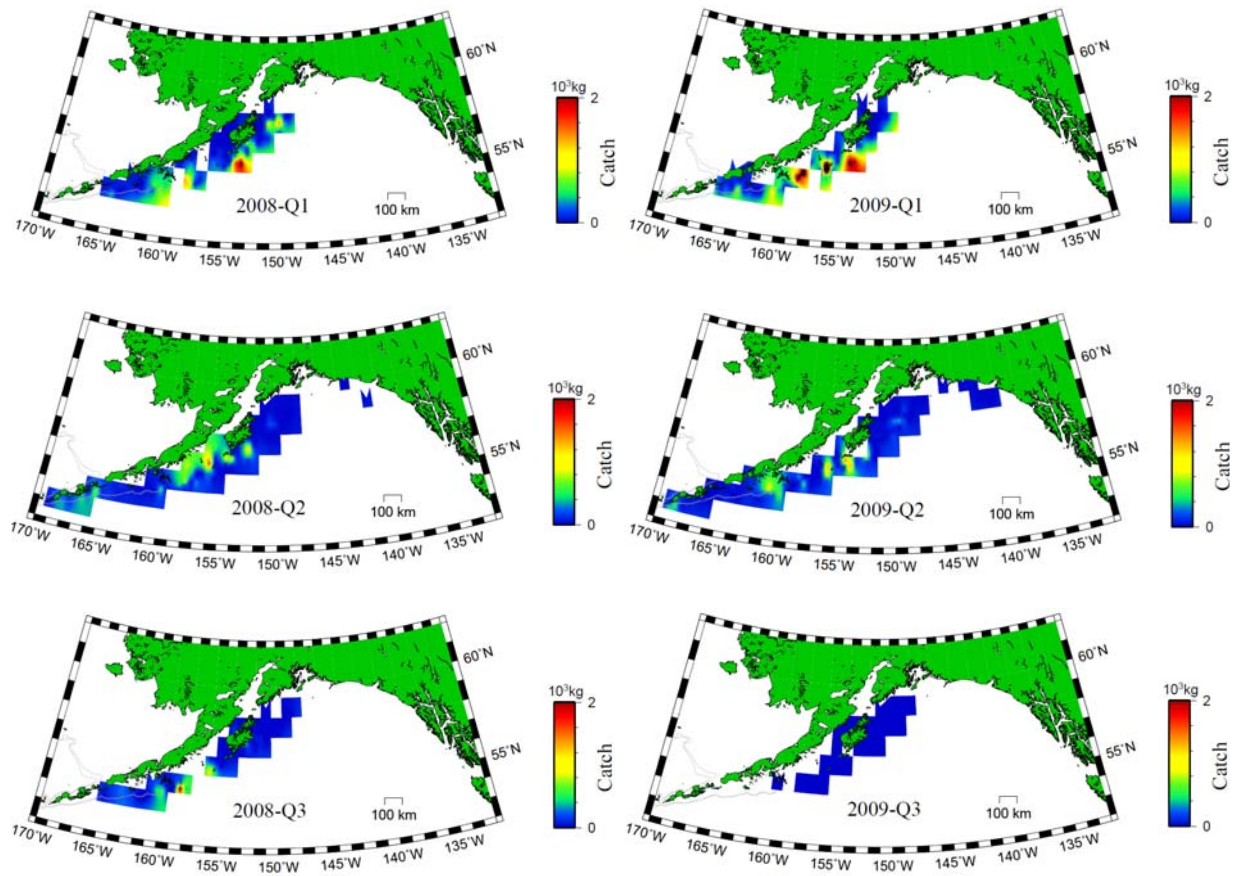 10³kg
2
Catch
0
60°N
55°N
2008-Q1
100 km
170°W
165°W
160°W
155°W
150°W
145°W
140°W
135°W
10³kg
2
Catch
0
60°N
55°N
2009-Q1
100 km
170°W
165°W
160°W
155°W
150°W
145°W
140°W
135°W
10³kg
2
Catch
0
60°N
55°N
2008-Q2
100 km
170°W
165°W
160°W
155°W
150°W
145°W
140°W
135°W
10³kg
2
Catch
0
60°N
55°N
2009-Q2
100 km
170°W
165°W
160°W
155°W
150°W
145°W
140°W
135°W
10³kg
2
Catch
0
60°N
55°N
2008-Q3
100 km
170°W
165°W
160°W
155°W
150°W
145°W
140°W
135°W
10³kg
2
Catch
0
60°N
55°N
2009-Q3
100 km
170°W
165°W
160°W
155°W
150°W
145°W
140°W
135°W